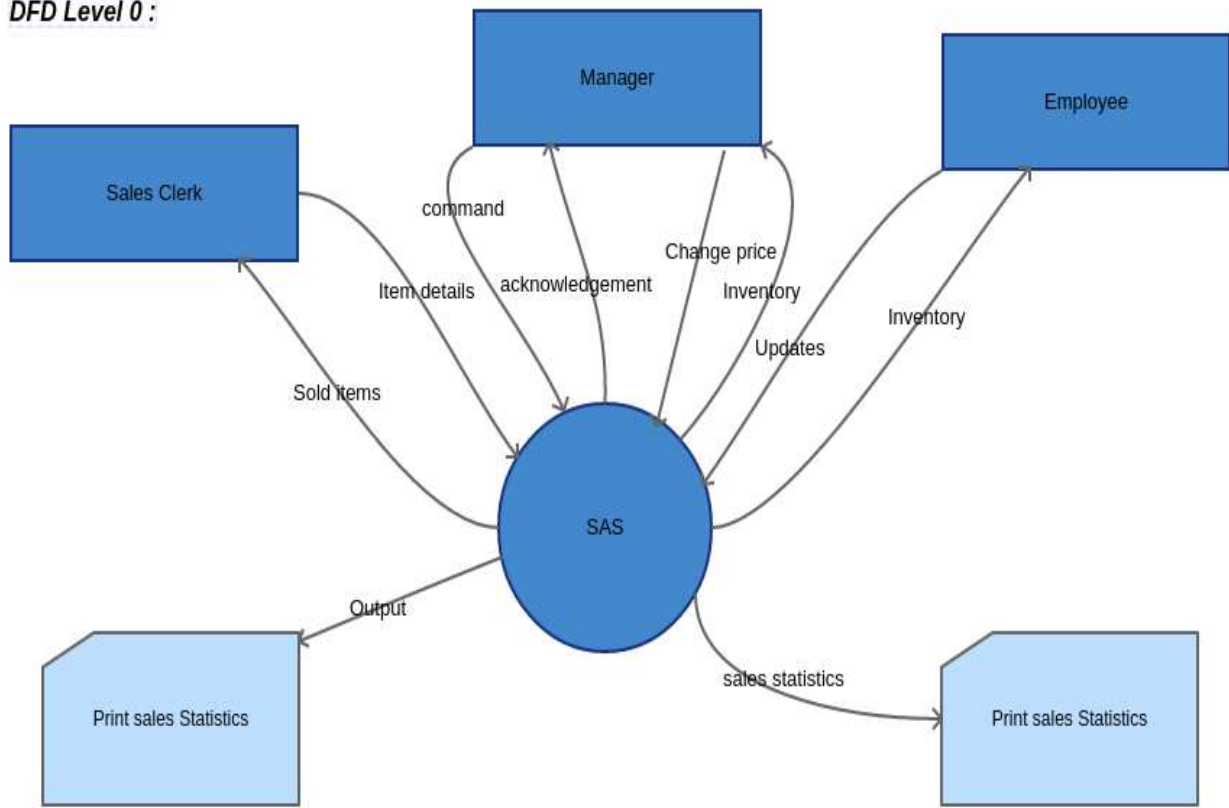 DFD Level 0 :
Manager
Employee
Sales Clerk
command
Change price
Item details
acknowledgement
Inventory
Inventory
Updates
Sold items
SAS
Output
sales statistics
Print sales Statistics
Print sales Statistics